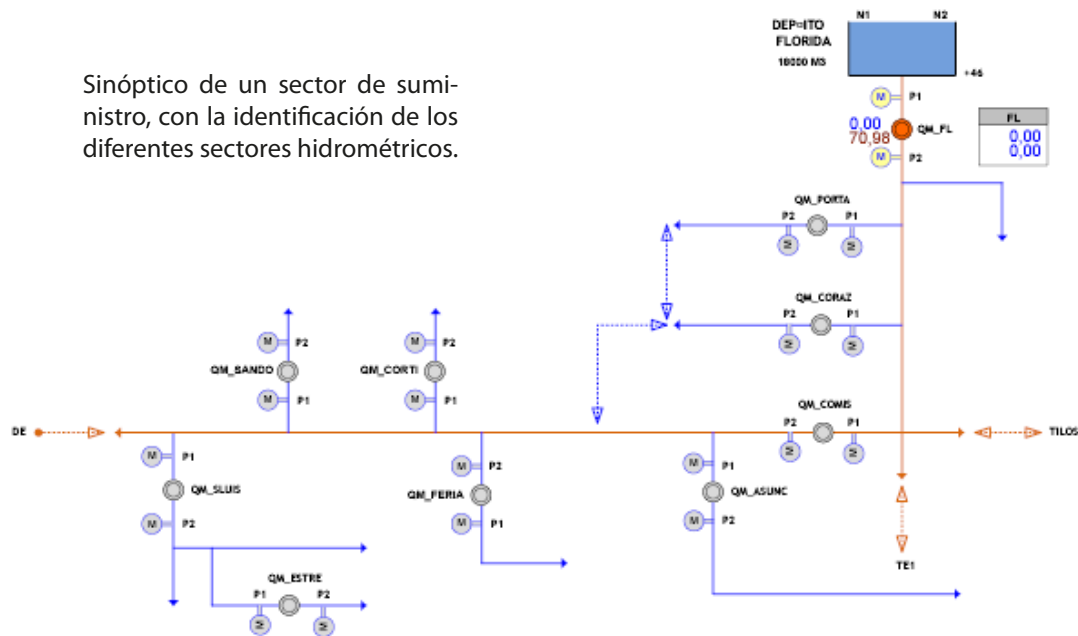 N1 N2
DEP¤ITO
FLORIDA
18000 M3
+46
Sinóptico de un sector de sumi-
nistro, con la identificación de los
diferentes sectores hidrométricos.
M P1
0,00
70,98
QM_FL
FL
0,00
0,00
M P2
QM_PORTA
P2 P1
M M
QM_CORAZ
P2 P1
M M
M P2
M P2
QM_SANDO
QM_CORTI
M P1
M P1
QM_COMIS
P2 P1
M M
DE
TILOS
M P1
QM_SLUIS
M P2
M P2
QM_FERIA
M P1
M P1
QM_ASUNC
M P2
TE1
QM_ESTRE
P1 P2
M M